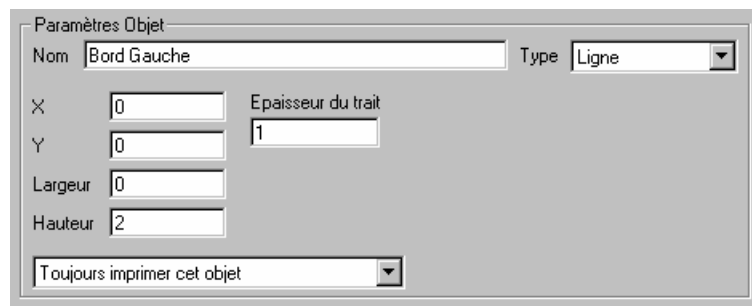 Paramètres Objet
Nom Bord Gauche Type Ligne
X 0 Epaisseur du trait
1
Y 0
Largeur 0
Hauteur 2
Toujours imprimer cet objet